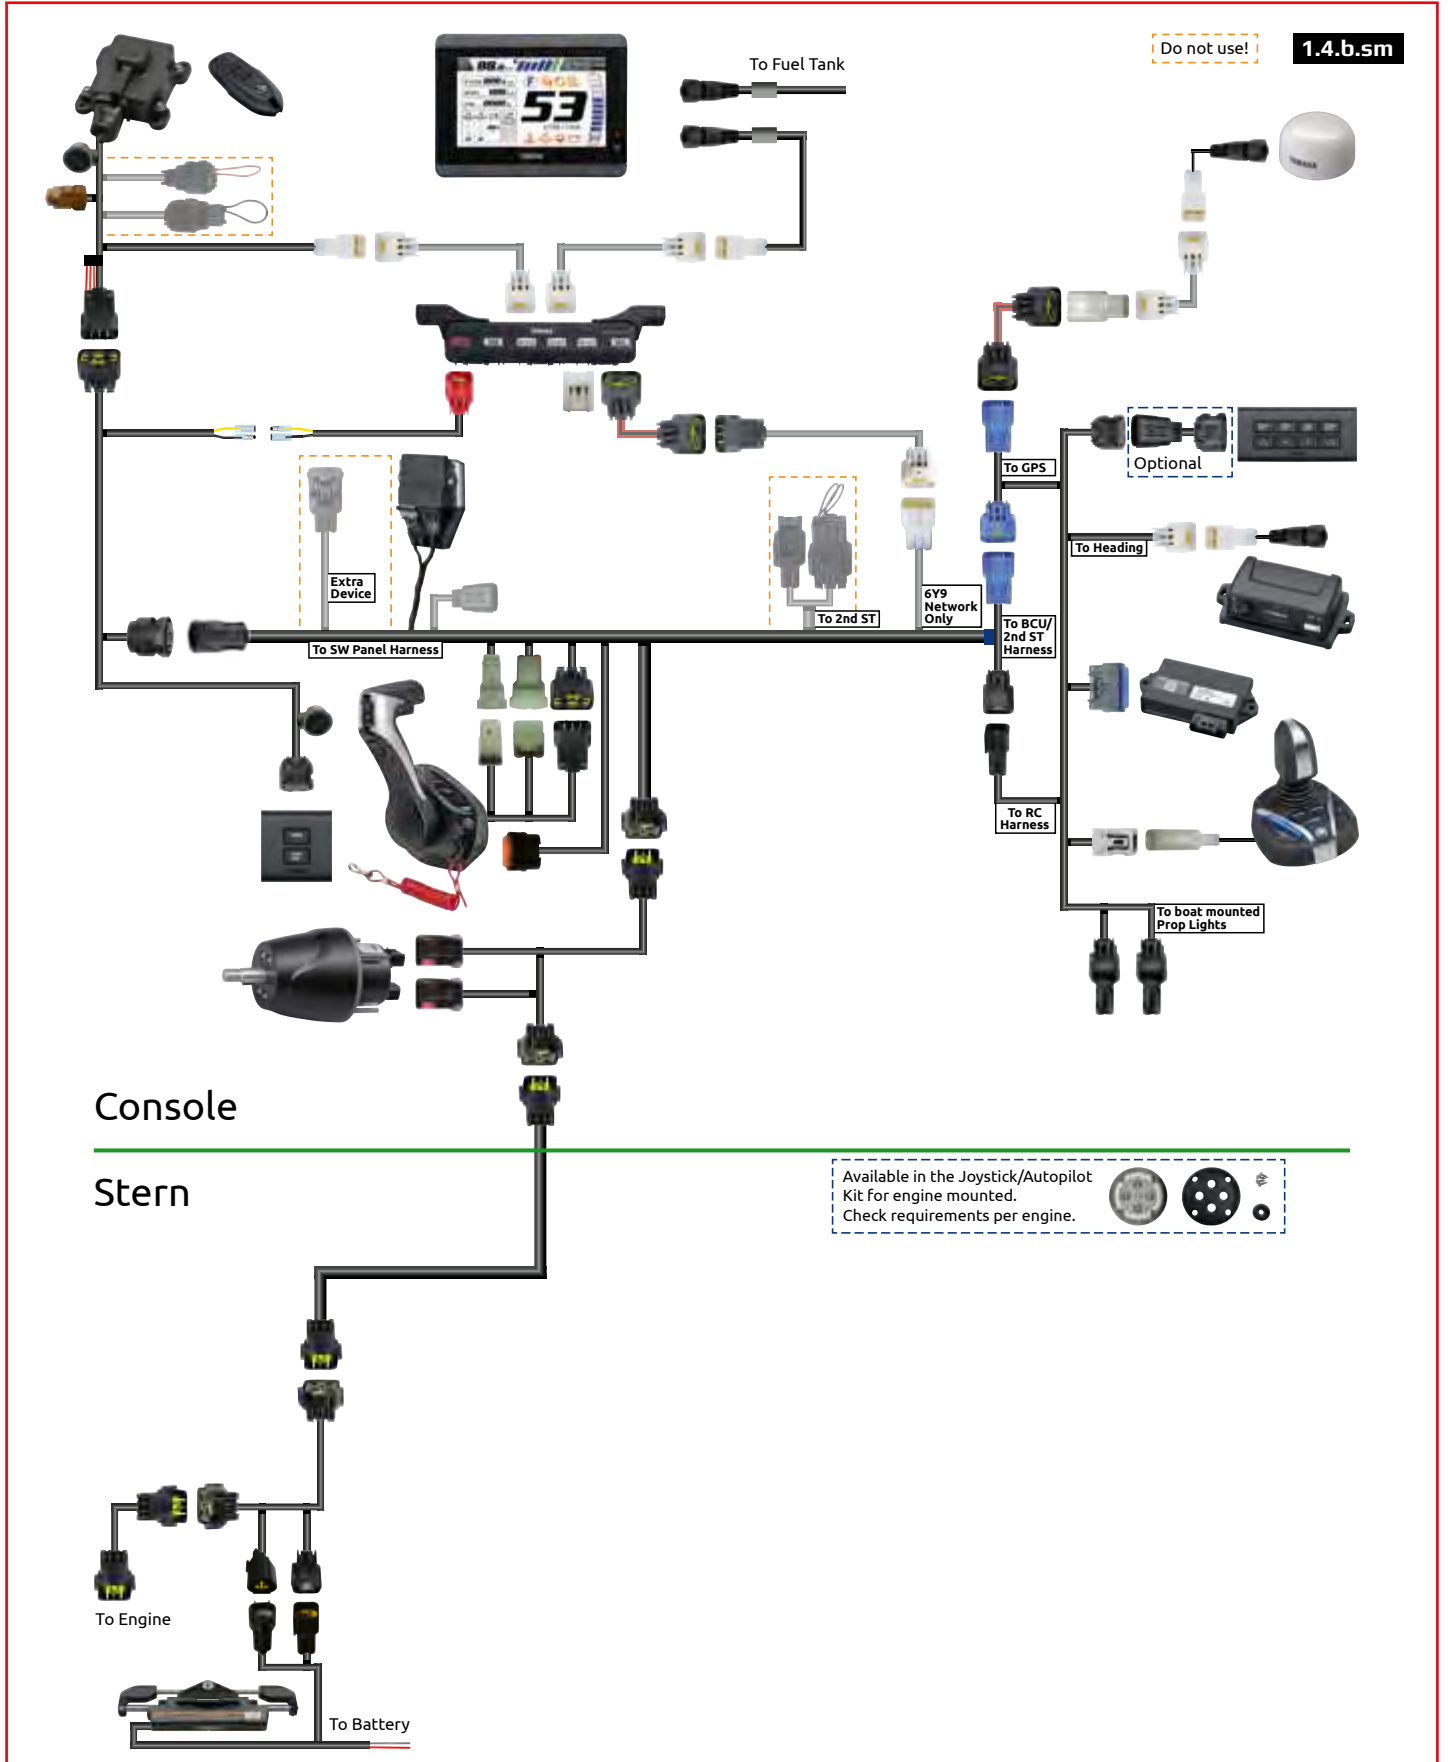 Do not use!
1.4.b.sm
To Fuel Tank
YAMAHA
53
To GPS
Optional
To Heading
Extra
Device
6Y9
Network
Only
To 2nd ST
To BCU/
2nd ST
Harness
To SW Panel Harness
To RC
Harness
To boat mounted
Prop Lights
Console
Stern
Available in the Joystick/Autopilot
Kit for engine mounted.
Check requirements per engine.
To Engine
To Battery